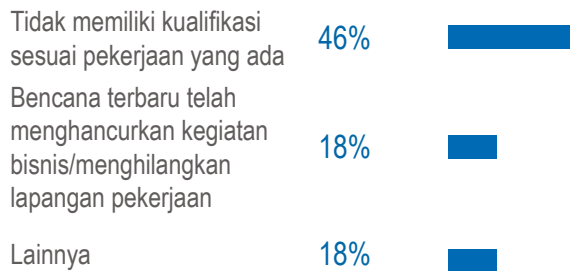 Tidak memiliki kualifikasi
sesuai pekerjaan yang ada
46%
Bencana terbaru telah
menghancurkan kegiatan
bisnis/menghilangkan
lapangan pekerjaan
18%
Lainnya
18%